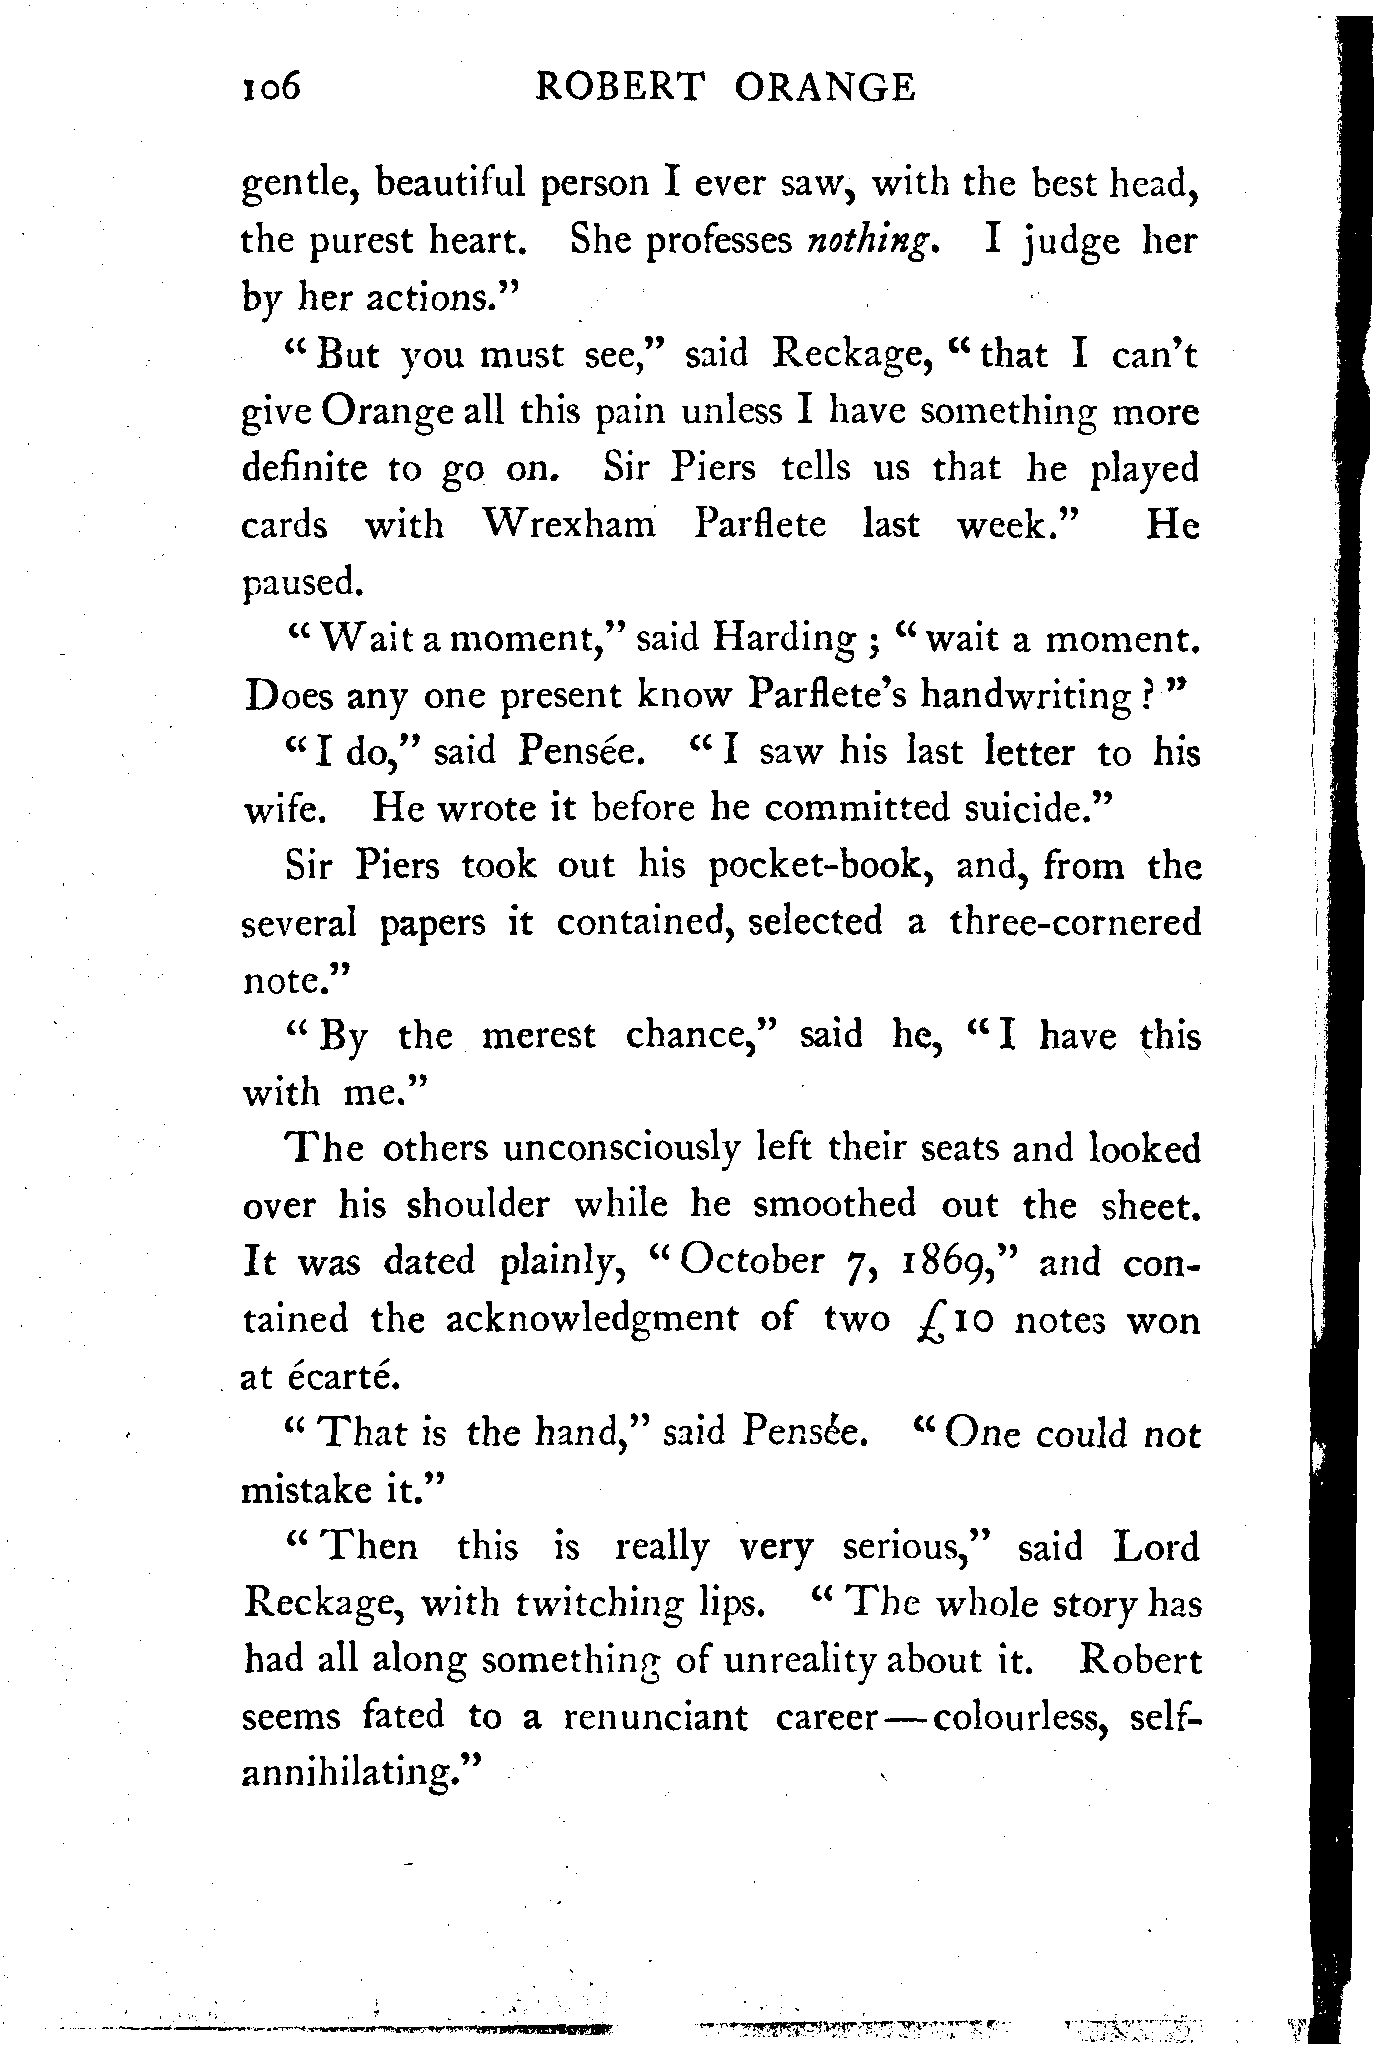 106 ROBERT ORANGE
gentle, beautiful person I ever saw, with the best head,
the purest heart. She professes nothing. I judge her
by her actions."
"But you must see," said Reckage, "that I can't
give Orange all this pain unless I have something more
definite to go on. Sir Piers tells us that he played
cards with Wrexham Parflete last week." He
paused.
"Wait a moment," said Harding; "wait a moment.
Does any one present know Parflete's handwriting?"
"I do," said Pensée. "I saw his last letter to his
wife. He wrote it before he committed suicide."
Sir Piers took out his pocket-book, and, from the
several papers it contained, selected a three-cornered
note."
"By the merest chance," said he, "I have this
with me."
The others unconsciously left their seats and looked
over his shoulder while he smoothed out the sheet.
It was dated plainly, "October 7, 1869," and con-
tained the acknowledgment of two £10 notes won
at écarté.
"That is the hand," said Pensée. "One could not
mistake it."
"Then this is really very serious," said Lord
Reckage, with twitching lips. "The whole story has
had all along something of unreality about it. Robert
seems fated to a renunciant career—colourless, self-
annihilating."